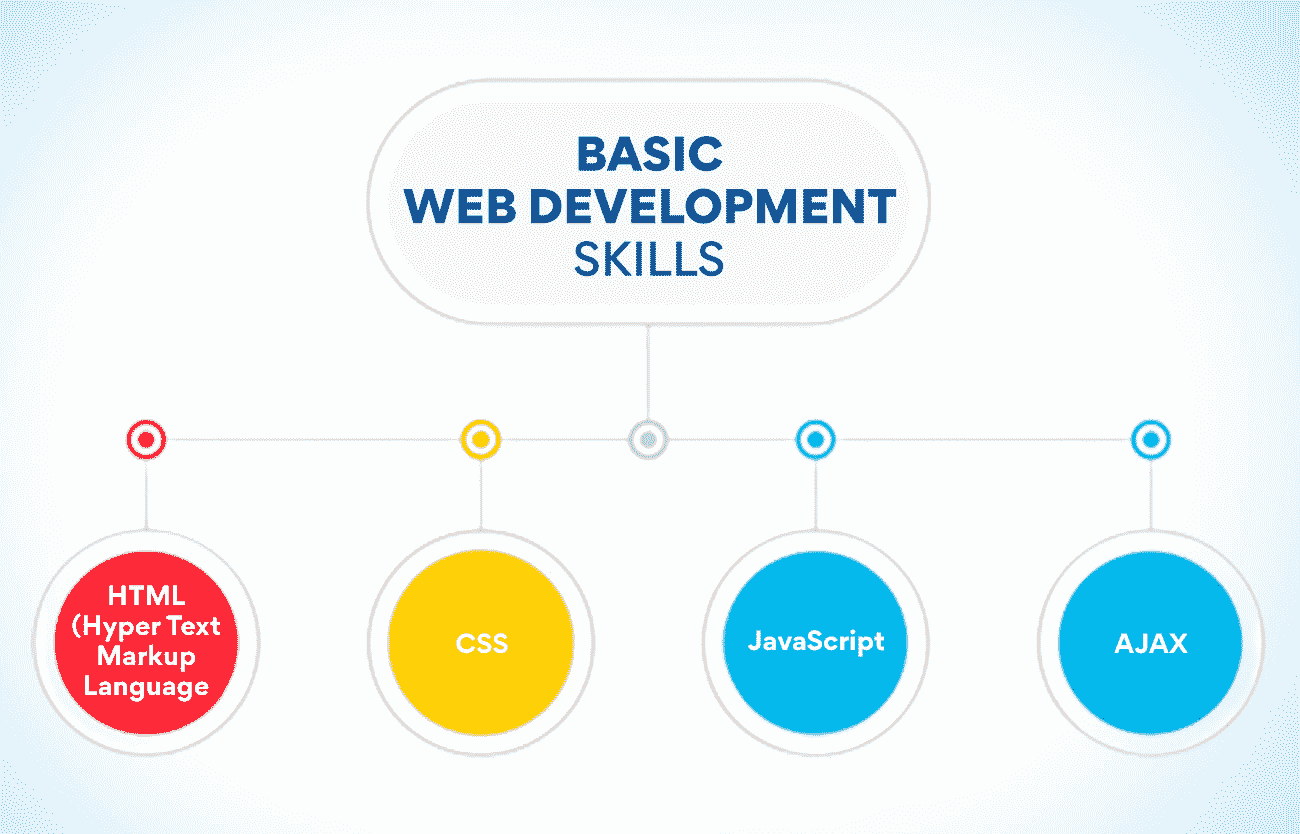 BASIC
WEB DEVELOPMENT
SKILLS
HTML
(Hyper Text
Markup
Language
CSS
JavaScript
AJAX